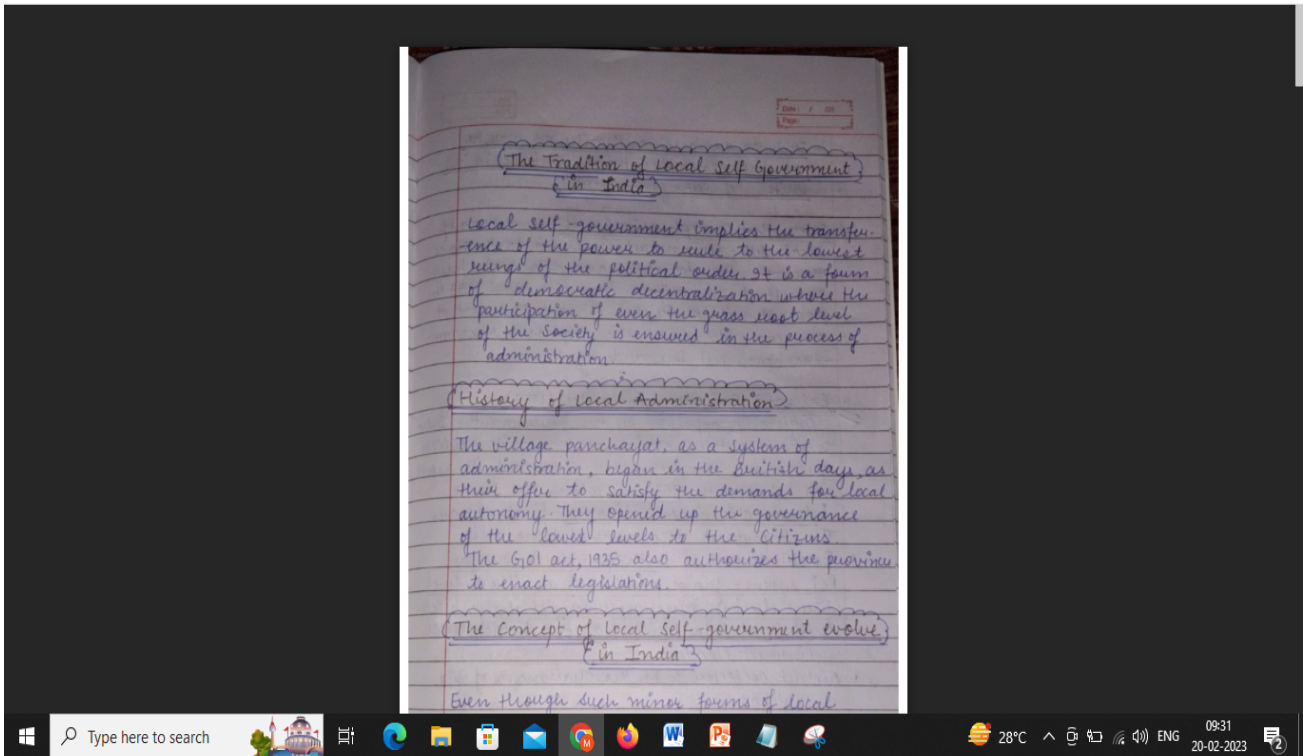 Date: / /20
Page:
The Tradition of Local Self Government
in India
Local Self-government implies the transfer-
-ence of the power to rule to the lowest
rungs of the political order. It is a form
of democratic decentralization where the
participation of even the grass root level
of the Society is ensured in the process of
administration.
History of Local Administration
The village panchayat, as a system of
administration, began in the British days, as
their offer to satisfy the demands for local
autonomy. They opened up the governance
of the lower levels to the Citizens
The GOI act, 1935 also authorizes the province
to enact legislations.
The Concept of Local Self-government evolve
in India
Even though such minor forms of local
Type here to search
28°C
ENG
09:31
20-02-2023
2